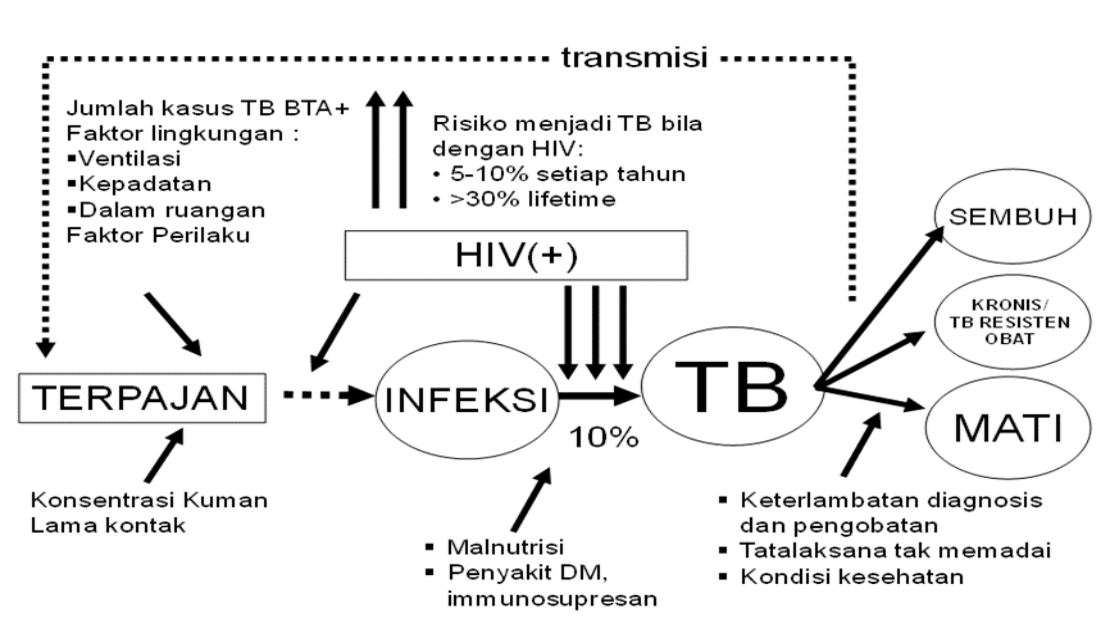 transmisi
Jumlah kasus TB BTA+
Faktor lingkungan :
▪Ventilasi
▪Kepadatan
▪Dalam ruangan
Faktor Perilaku
Risiko menjadi TB bila
dengan HIV:
• 5-10% setiap tahun
• >30% lifetime
HIV(+)
SEMBUH
KRONIS/
TB RESISTEN
OBAT
MATI
TERPAJAN
INFEKSI
10%
TB
Konsentrasi Kuman
Lama kontak
▪ Malnutrisi
▪ Penyakit DM,
immunosupresan
▪ Keterlambatan diagnosis
dan pengobatan
▪ Tatalaksana tak memadai
▪ Kondisi kesehatan